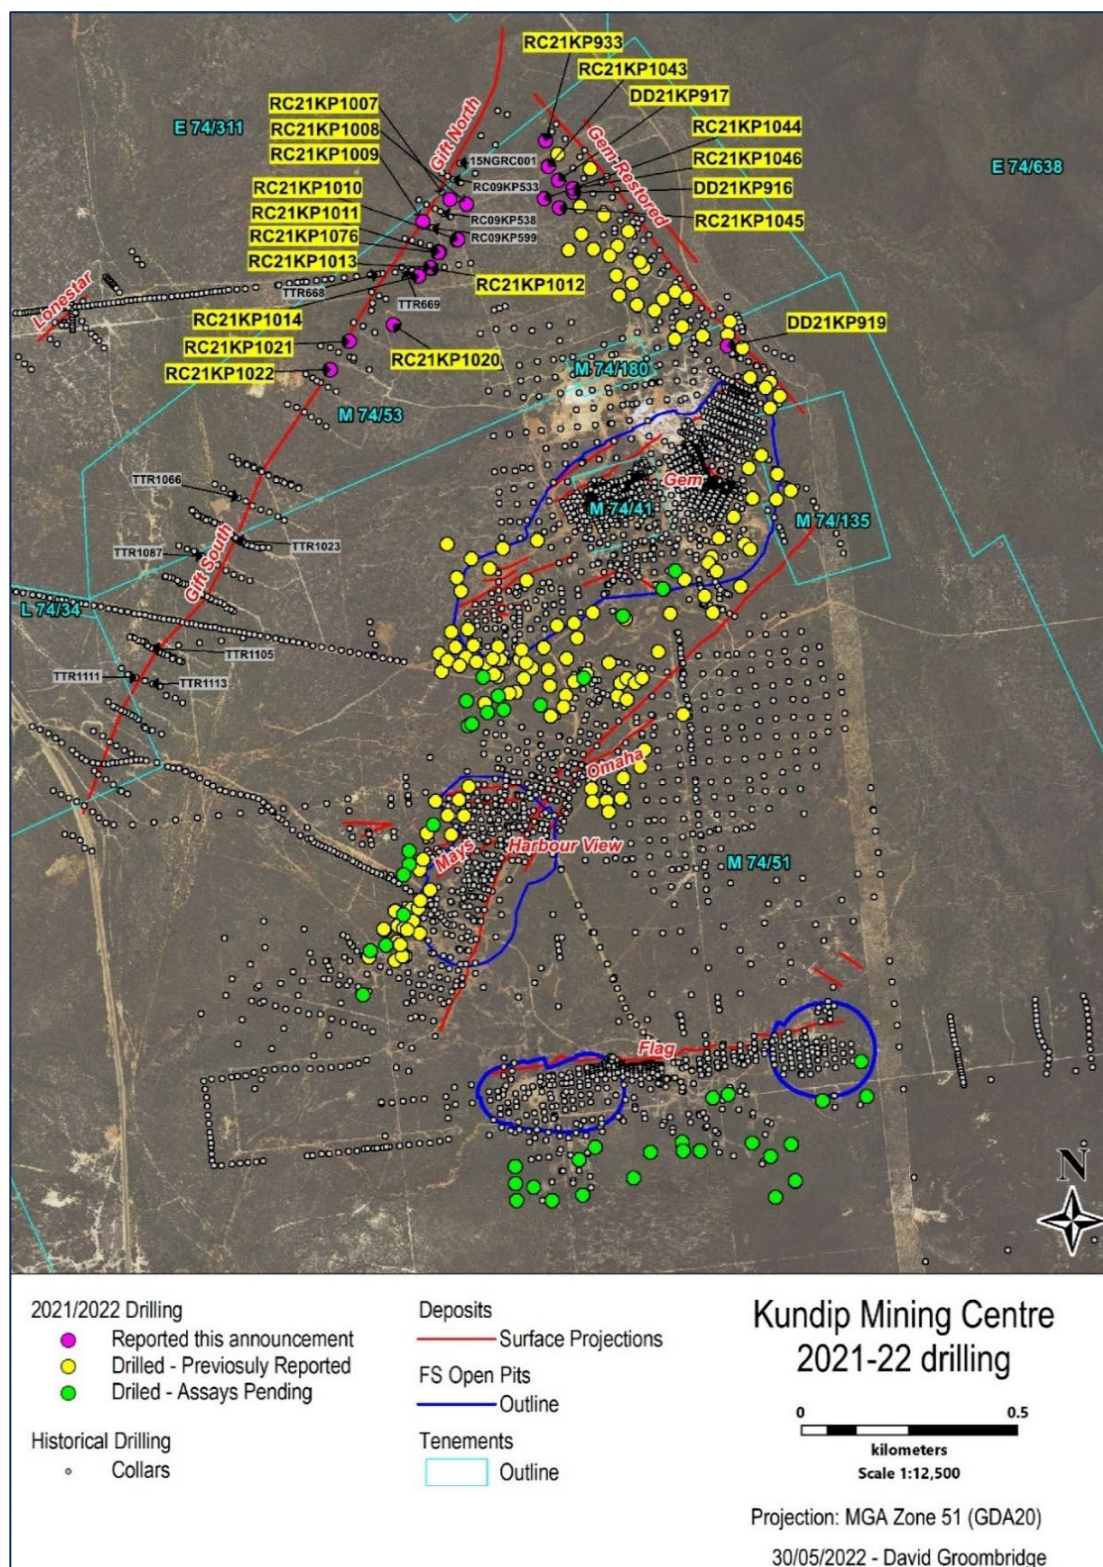 RC21KP933
RC21KP1043
DD21KP917
RC21KP1007
RC21KP1044
RC21KP1008
E 74/311
Gift North
Gem Restored
RC21KP1009
15NGRC001
RC21KP1046
E 74/638
RC21KP1010
RC09KP533
DD21KP916
RC21KP1011
RC09KP538
RC21KP1045
RC21KP1076
RC09KP599
RC21KP1013
RC21KP1012
Lonestar
TTR668
TTR669
RC21KP1014
DD21KP919
RC21KP1021
RC21KP1020
RC21KP1022
M 74/180
M 74/53
TTR1066
Gem
M 74/41
M 74/135
TTR1087
TTR1023
Gift South
L 74/34
TTR1105
TTR1111
TTR1113
Omaha
Mays
Harbour View
M 74/51
Flag
N
2021/2022 Drilling
Reported this announcement
Drilled - Previosuly Reported
Driled - Assays Pending
Historical Drilling
Collars
Deposits
Surface Projections
FS Open Pits
Outline
Tenements
Outline
Kundip Mining Centre
2021-22 drilling
0 0.5
kilometers
Scale 1:12,500
Projection: MGA Zone 51 (GDA20)
30/05/2022 - David Groombridge